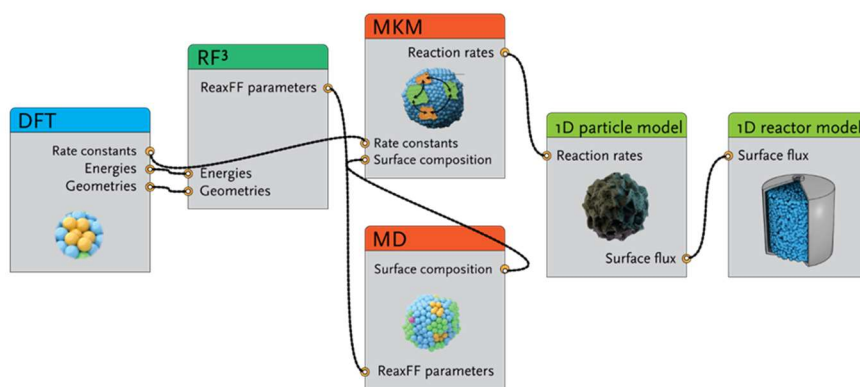 DFT
Rate constants
Energies
Geometries
RF³
ReaxFF parameters
Energies
Geometries
MKM
Reaction rates
Rate constants
Surface composition
MD
Surface composition
ReaxFF parameters
1D particle model
Reaction rates
Surface flux
1D reactor model
Surface flux